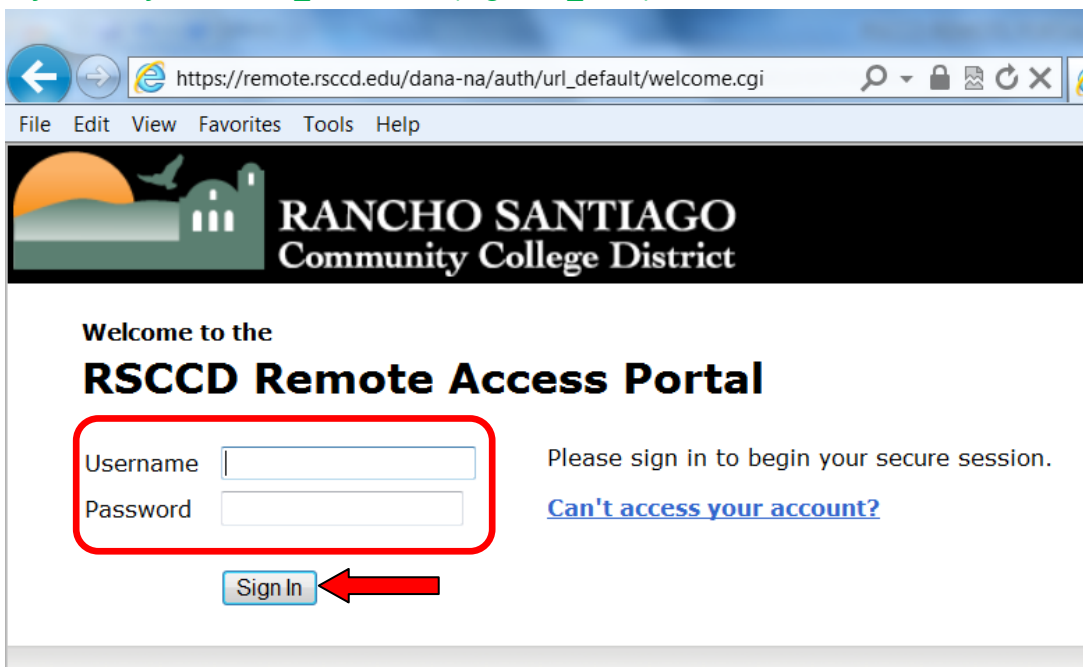 https://remote.rsccd.edu/dana-na/auth/url_default/welcome.cgi
File Edit View Favorites Tools Help
RANCHO SANTIAGO
Community College District
Welcome to the
RSCCD Remote Access Portal
Username
Please sign in to begin your secure session.
Password
Can't access your account?
Sign In